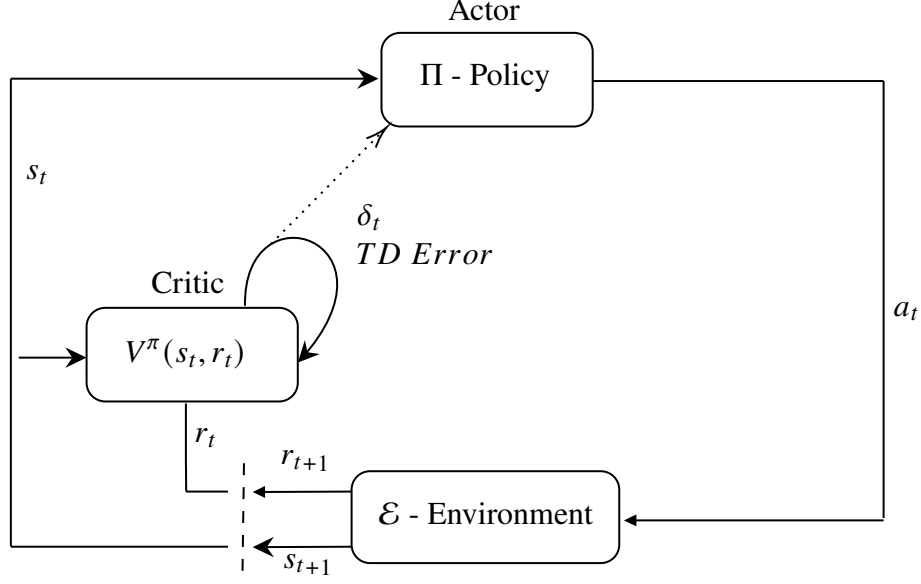 Actor
Π - Policy
s_t
δ_t
TD Error
Critic
a_t
V^π(s_t, r_t)
r_t
r_{t+1}
ℰ - Environment
s_{t+1}